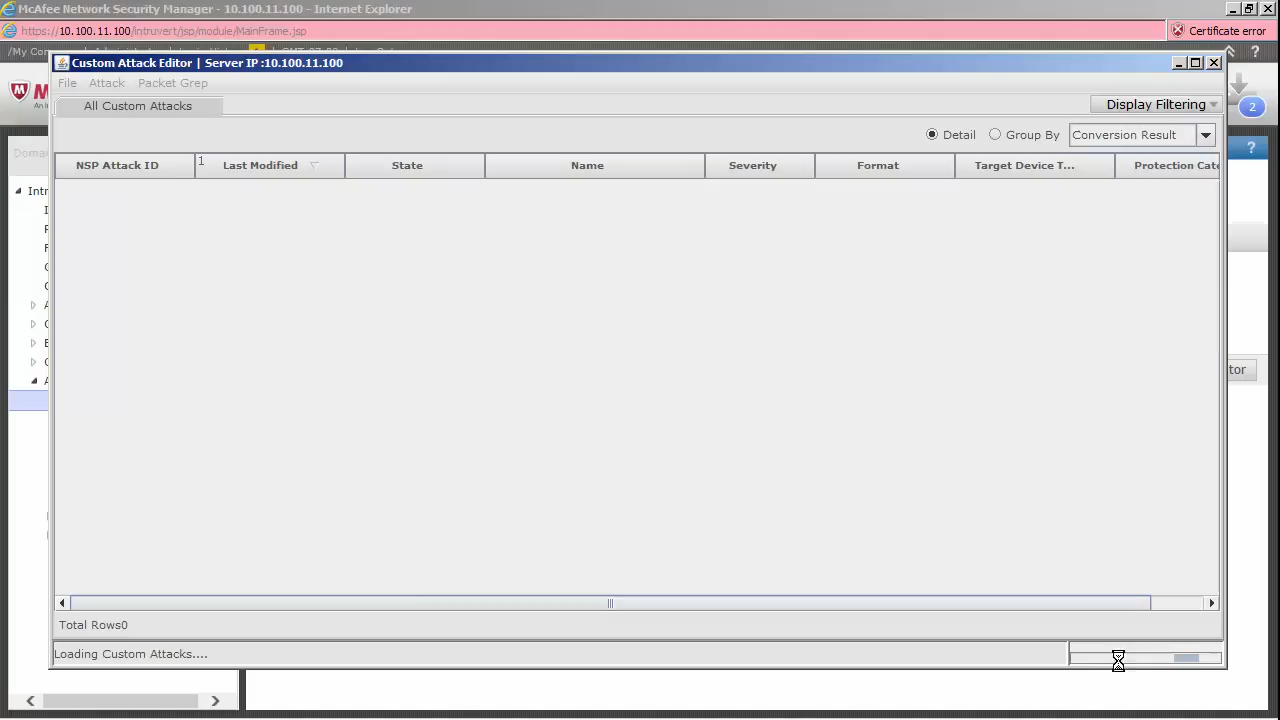 McAfee Network Security Manager - 10.100.11.100 - Internet Explorer
https://10.100.11.100/intruvert/jsp/module/MainFrame.jsp
Certificate error
Custom Attack Editor | Server IP :10.100.11.100
File Attack Packet Grep
2
All Custom Attacks
Display Filtering
Detail Group By Conversion Result
?
NSP Attack ID 1 Last Modified State Name Severity Format Target Device T... Protection Cate
Intr
tor
Total Rows0
Loading Custom Attacks....